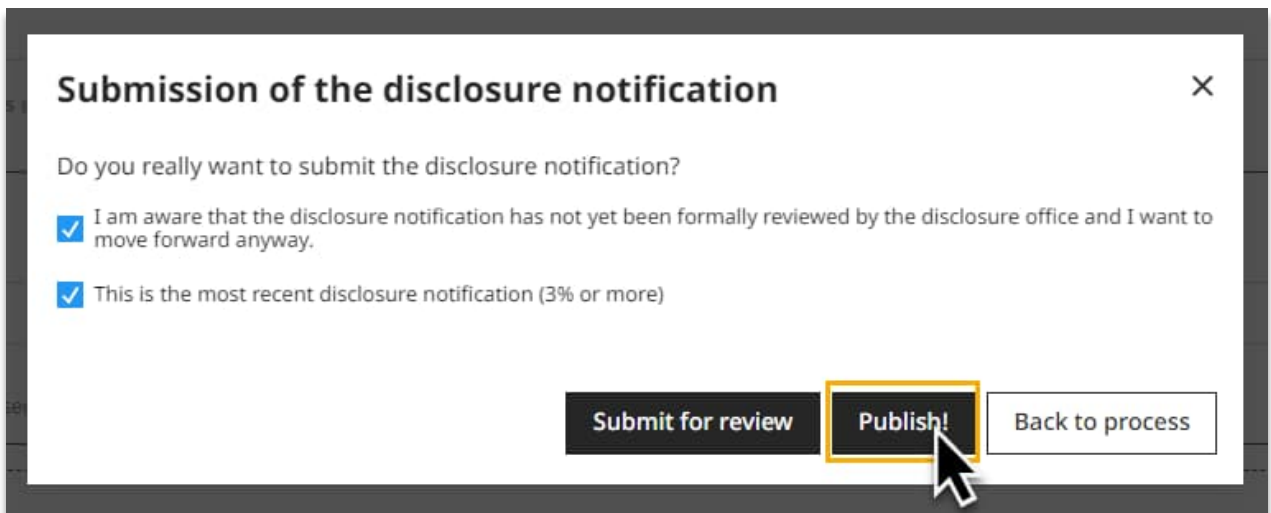 Submission of the disclosure notification
Do you really want to submit the disclosure notification?
I am aware that the disclosure notification has not yet been formally reviewed by the disclosure office and I want to
move forward anyway.
This is the most recent disclosure notification (3% or more)
Submit for review
Publish!
Back to process